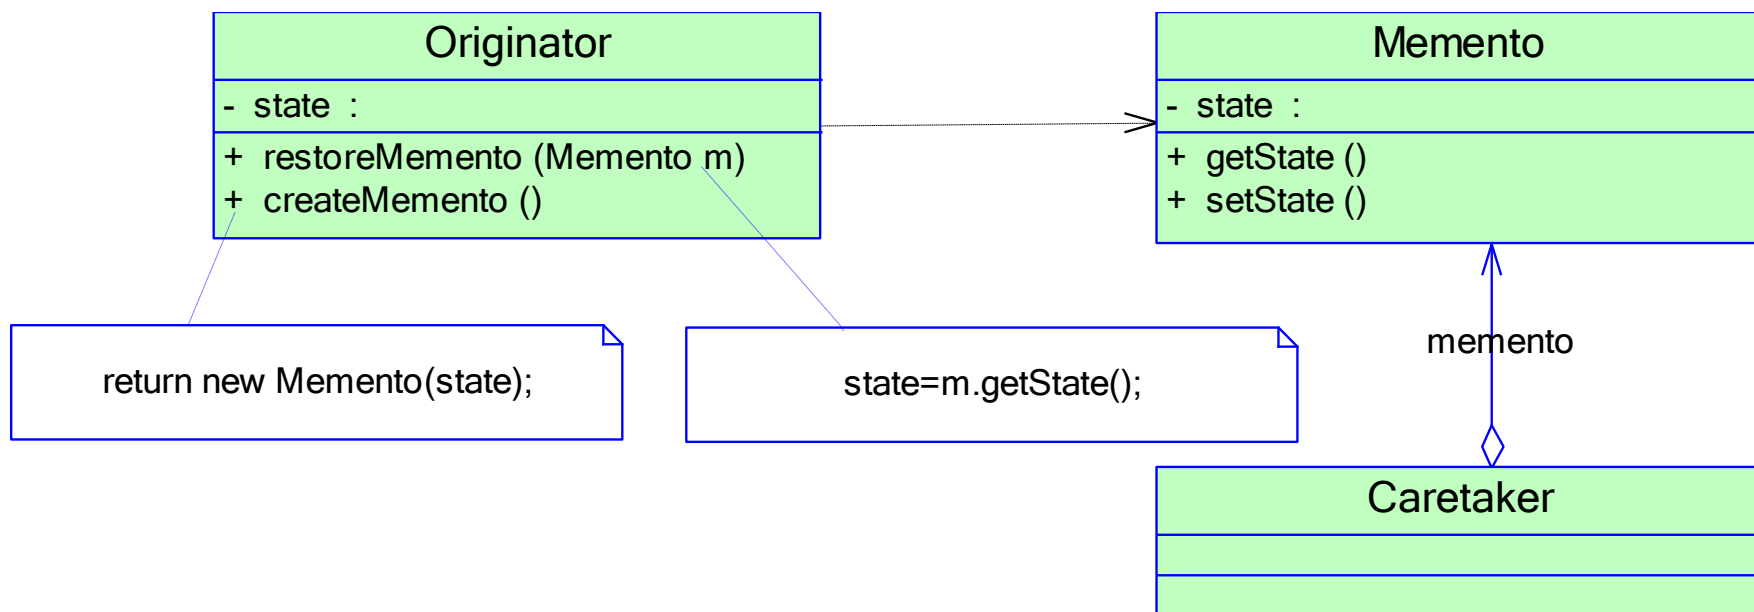 Originator
- state :
+ restoreMemento (Memento m)
+ createMemento ()
Memento
- state :
+ getState ()
+ setState ()
return new Memento(state);
state=m.getState();
memento
Caretaker